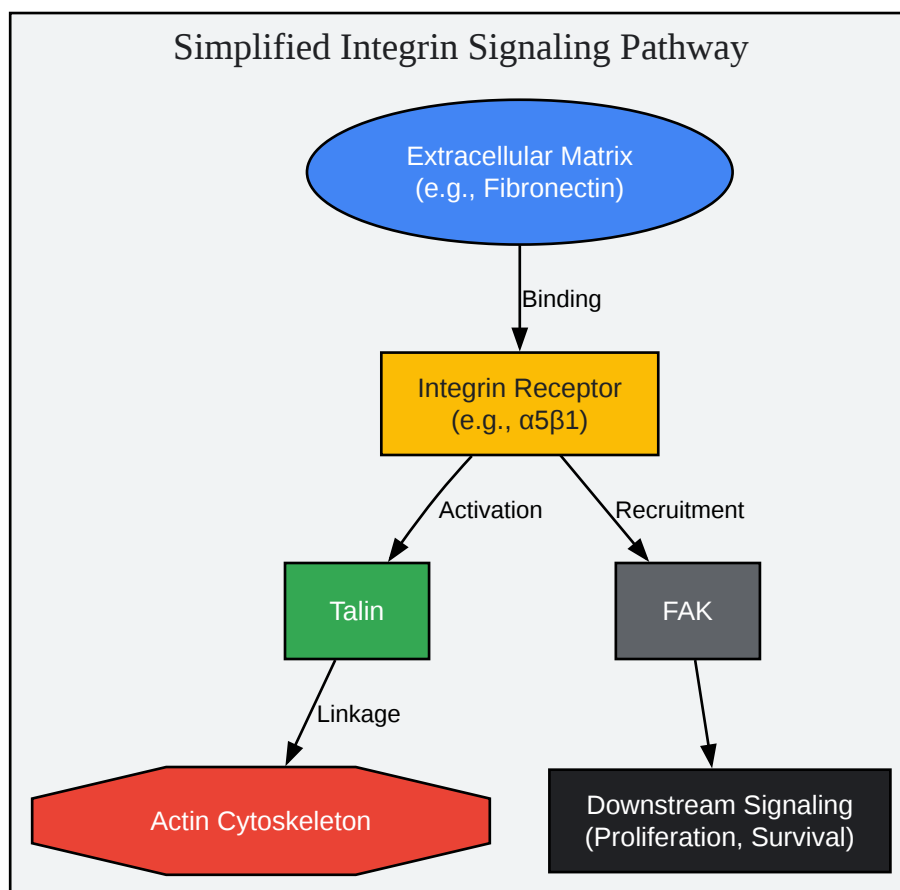 Simplified Integrin Signaling Pathway
Extracellular Matrix
(e.g., Fibronectin)
Binding
Integrin Receptor
(e.g., α5β1)
Activation
Recruitment
Talin
FAK
Linkage
Actin Cytoskeleton
Downstream Signaling
(Proliferation, Survival)